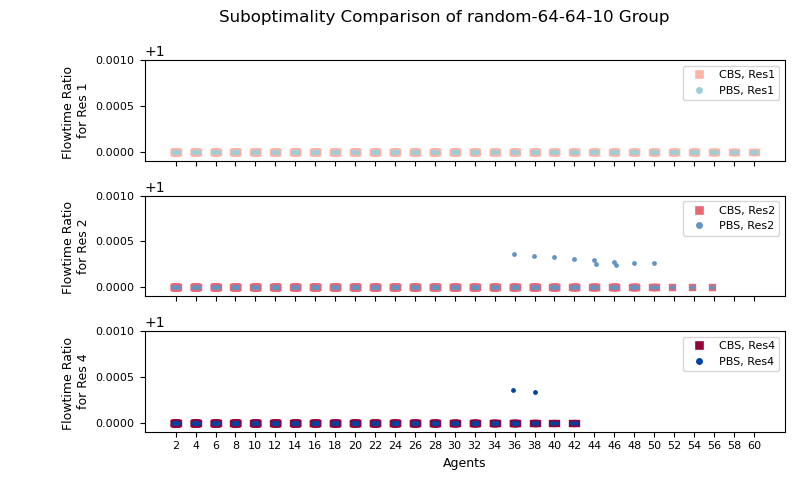 Suboptimality Comparison of random-64-64-10 Group
+1
0.0010
0.0005
0.0000
Flowtime Ratio
for Res 1
CBS, Res1
PBS, Res1
+1
0.0010
0.0005
0.0000
Flowtime Ratio
for Res 2
CBS, Res2
PBS, Res2
+1
0.0010
0.0005
0.0000
Flowtime Ratio
for Res 4
CBS, Res4
PBS, Res4
2 4 6 8 10 12 14 16 18 20 22 24 26 28 30 32 34 36 38 40 42 44 46 48 50 52 54 56 58 60
Agents